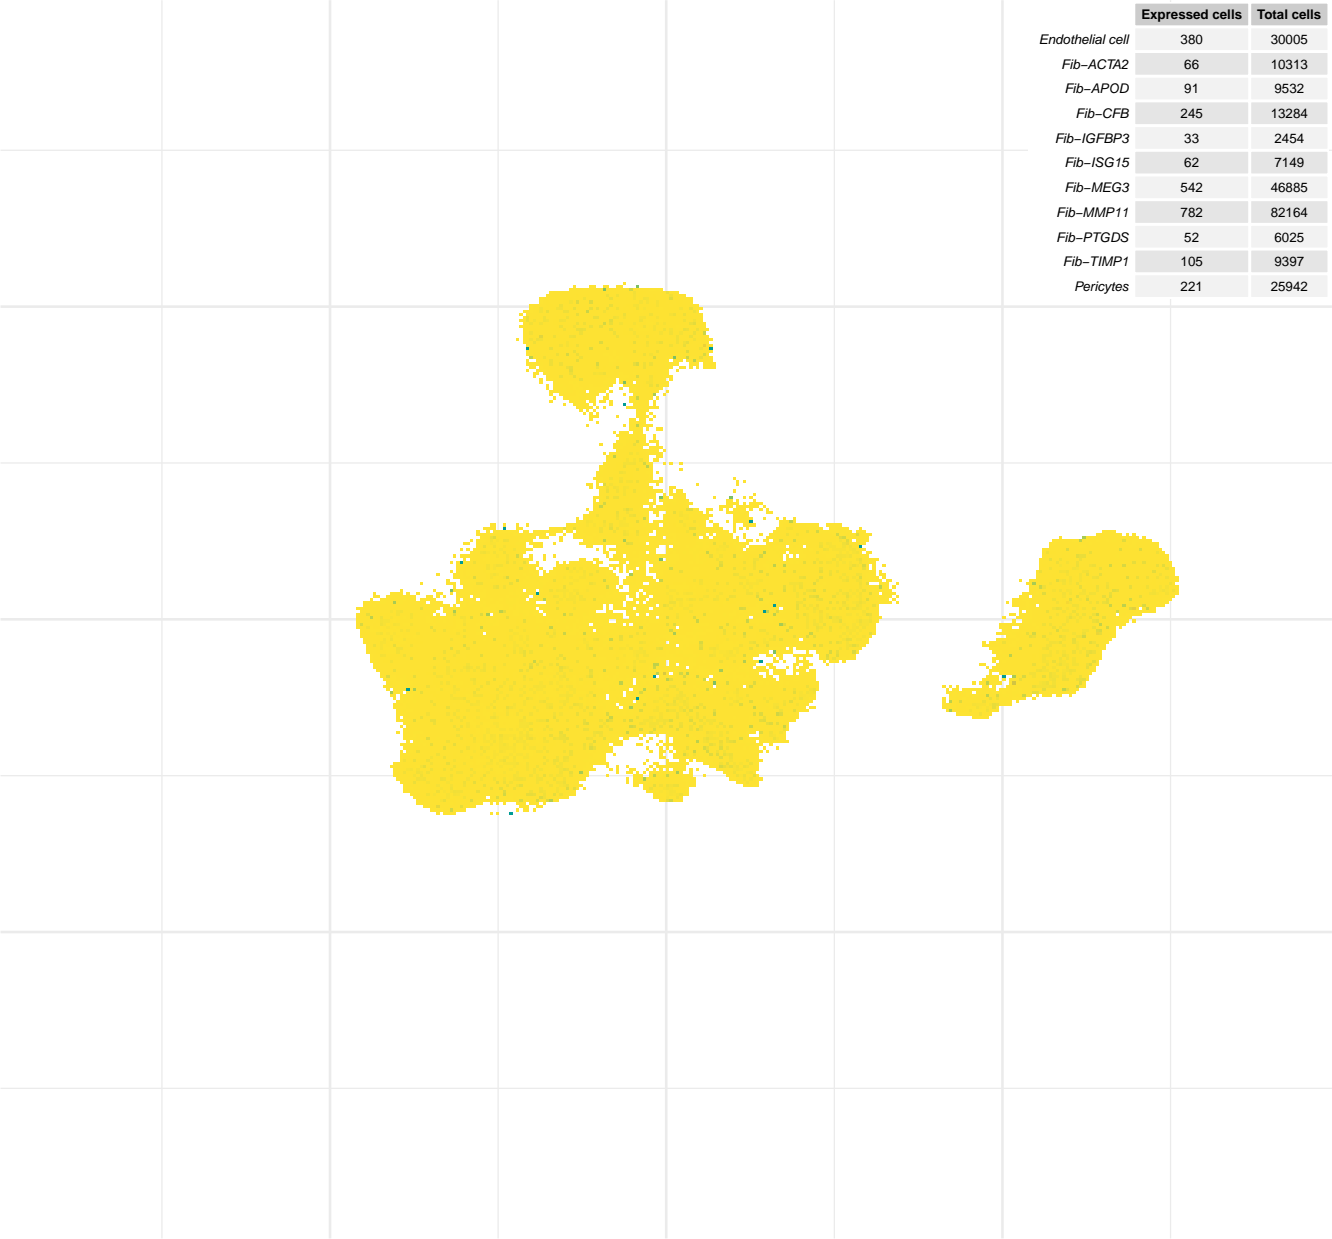 Expressed cells Total cells
Endothelial cell 380 30005
Fib−ACTA2 66 10313
Fib−APOD 91 9532
Fib−CFB 245 13284
Fib−IGFBP3 33 2454
Fib−ISG15 62 7149
Fib−MEG3 542 46885
Fib−MMP11 782 82164
Fib−PTGDS 52 6025
Fib−TIMP1 105 9397
Pericytes 221 25942